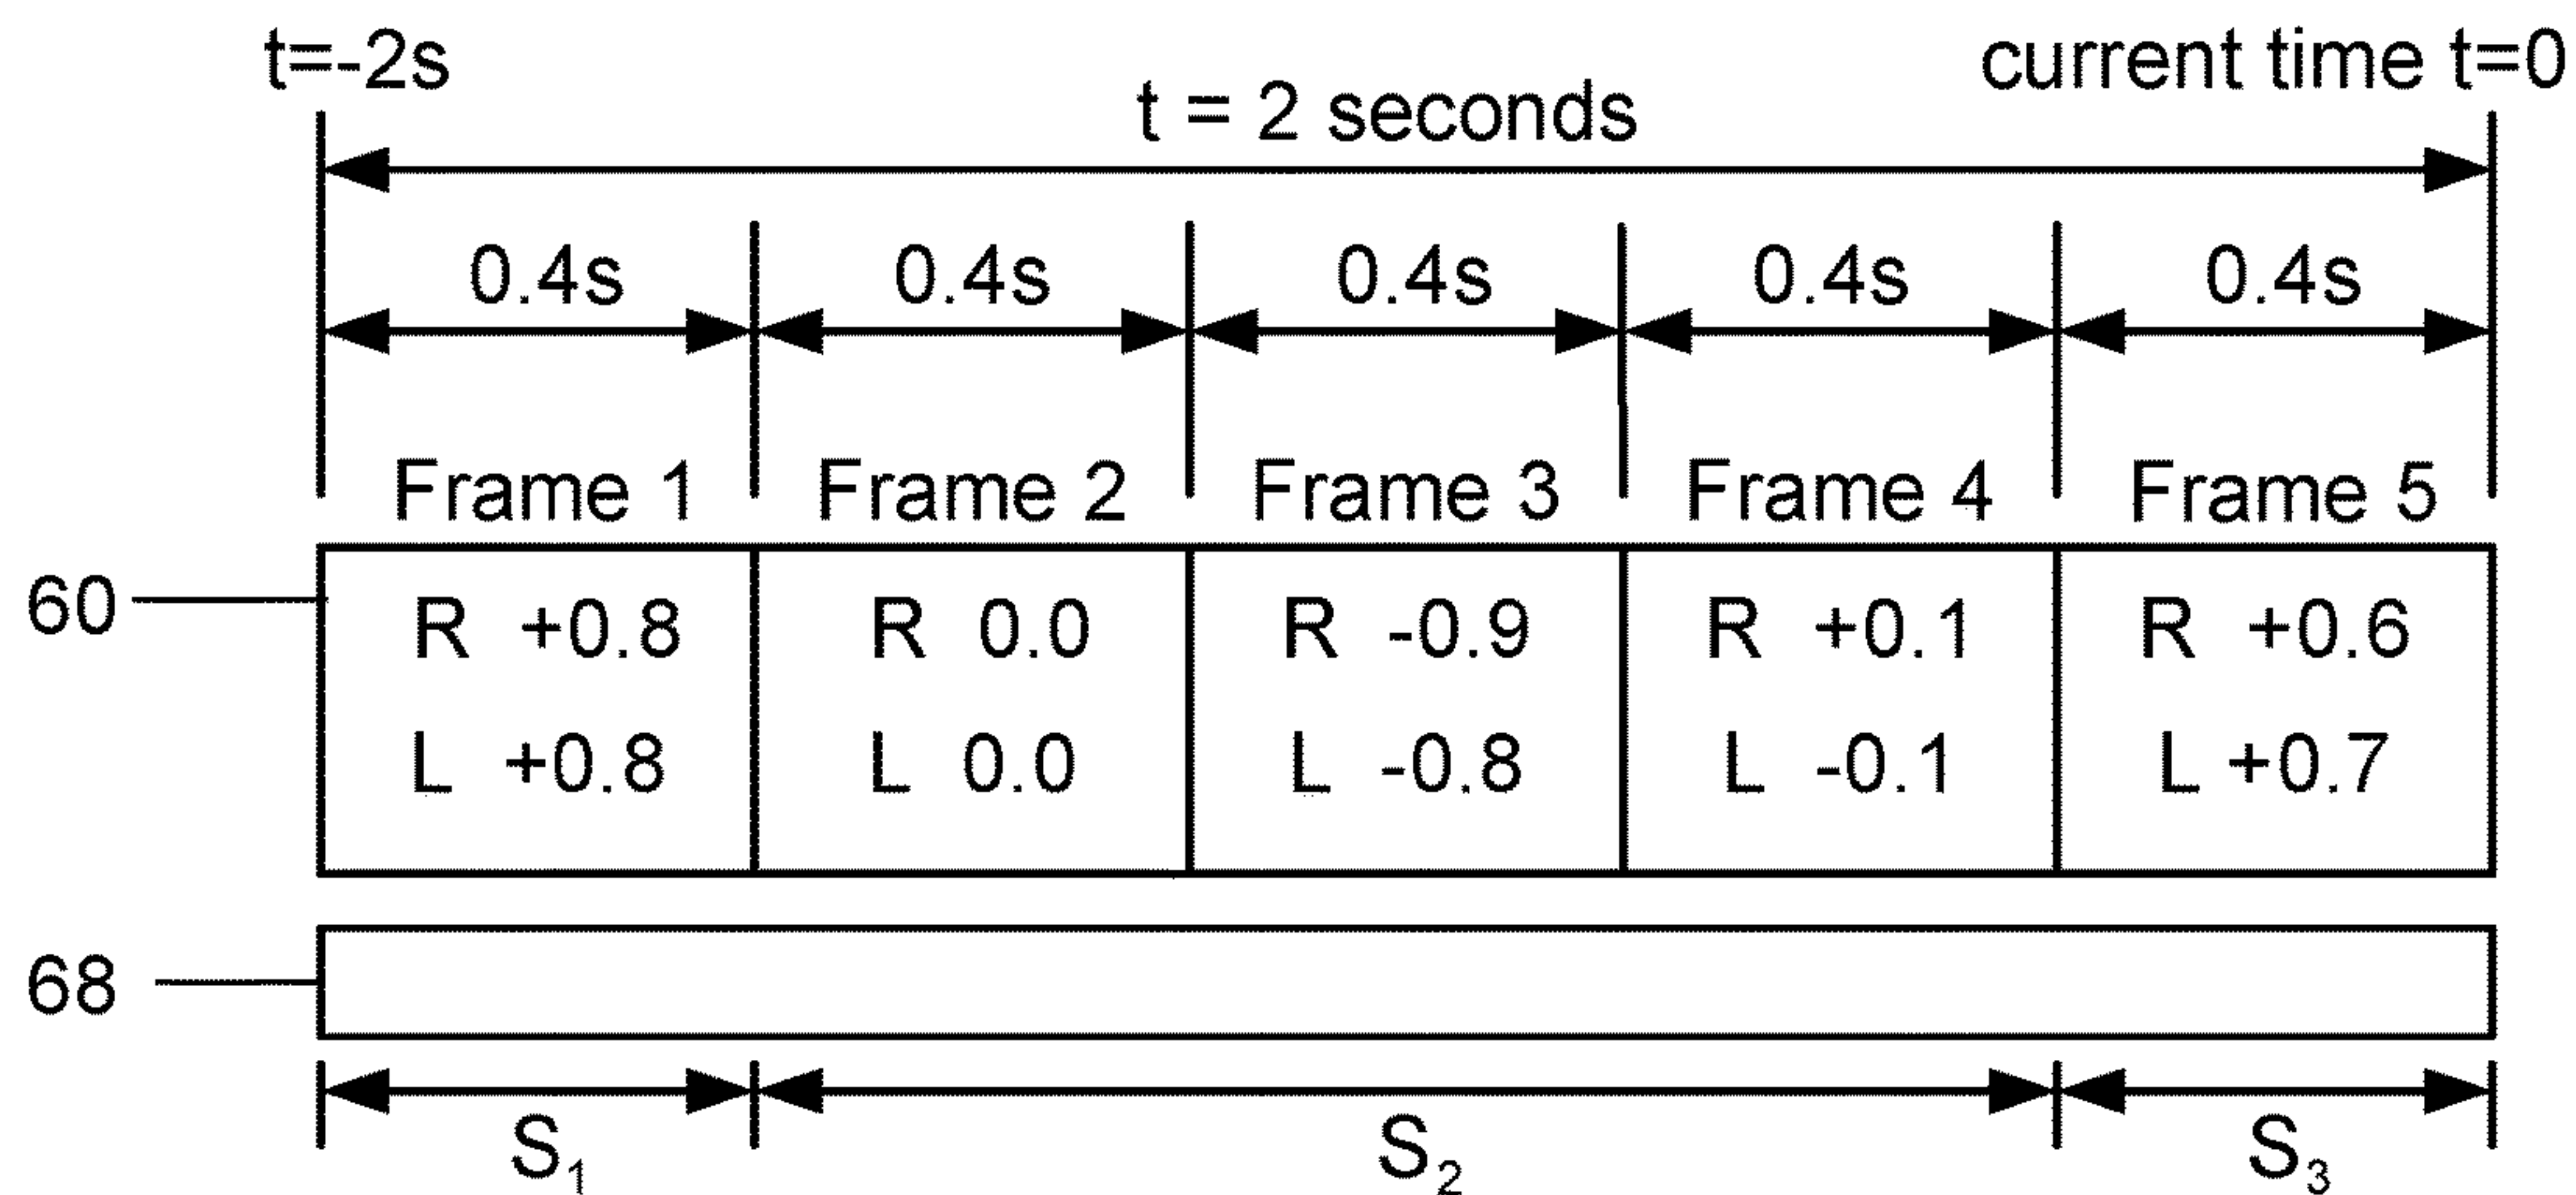 t=-2s current time t=0
t = 2 seconds
0.4s 0.4s 0.4s 0.4s 0.4s
Frame 1 Frame 2 Frame 3 Frame 4 Frame 5
60 R +0.8 R 0.0 R -0.9 R +0.1 R +0.6
L +0.8 L 0.0 L -0.8 L -0.1 L +0.7
68
S₁ S₂ S₃